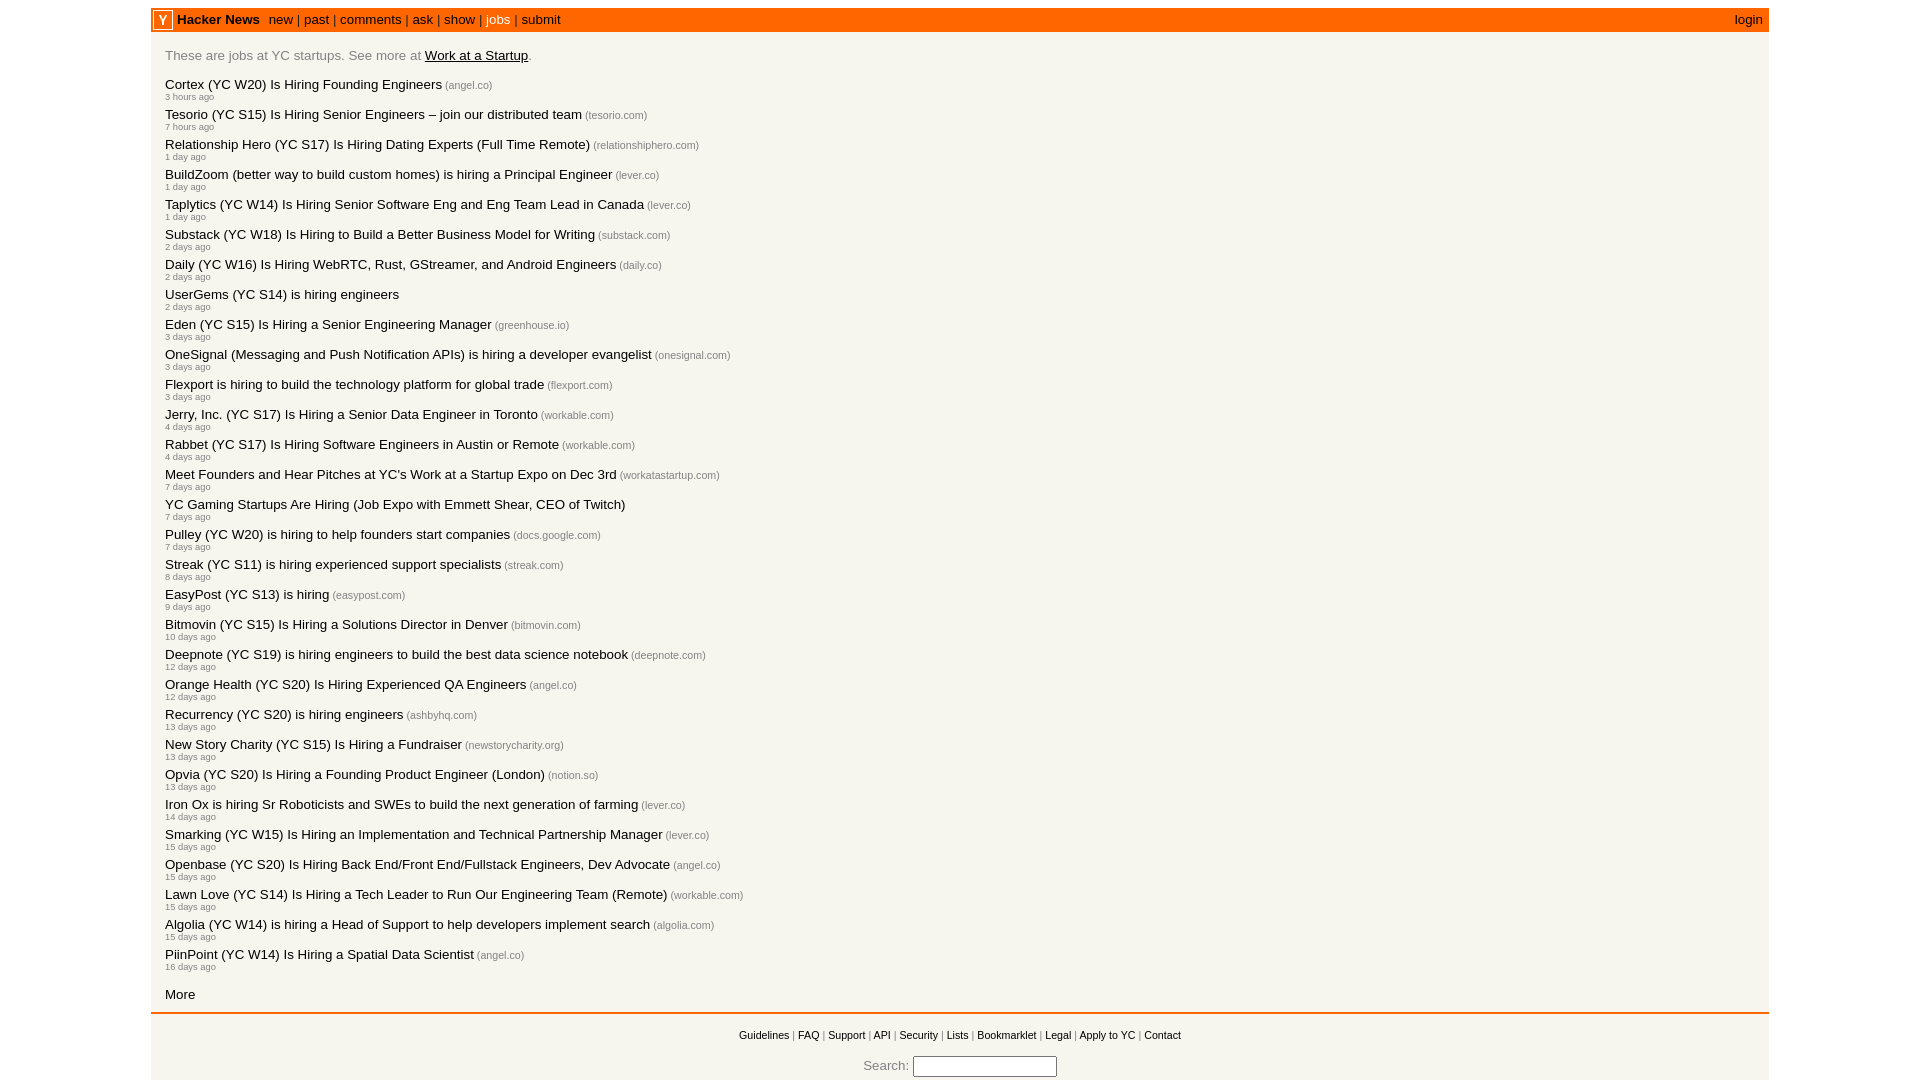 Y Hacker News new | past | comments | ask | show | jobs | submit login
These are jobs at YC startups. See more at Work at a Startup.
Cortex (YC W20) Is Hiring Founding Engineers (angel.co)
3 hours ago
Tesorio (YC S15) Is Hiring Senior Engineers – join our distributed team (tesorio.com)
7 hours ago
Relationship Hero (YC S17) Is Hiring Dating Experts (Full Time Remote) (relationshiphero.com)
1 day ago
BuildZoom (better way to build custom homes) is hiring a Principal Engineer (lever.co)
1 day ago
Taplytics (YC W14) Is Hiring Senior Software Eng and Eng Team Lead in Canada (lever.co)
1 day ago
Substack (YC W18) Is Hiring to Build a Better Business Model for Writing (substack.com)
2 days ago
Daily (YC W16) Is Hiring WebRTC, Rust, GStreamer, and Android Engineers (daily.co)
2 days ago
UserGems (YC S14) is hiring engineers
2 days ago
Eden (YC S15) Is Hiring a Senior Engineering Manager (greenhouse.io)
3 days ago
OneSignal (Messaging and Push Notification APIs) is hiring a developer evangelist (onesignal.com)
3 days ago
Flexport is hiring to build the technology platform for global trade (flexport.com)
3 days ago
Jerry, Inc. (YC S17) Is Hiring a Senior Data Engineer in Toronto (workable.com)
4 days ago
Rabbet (YC S17) Is Hiring Software Engineers in Austin or Remote (workable.com)
4 days ago
Meet Founders and Hear Pitches at YC's Work at a Startup Expo on Dec 3rd (workatastartup.com)
7 days ago
YC Gaming Startups Are Hiring (Job Expo with Emmett Shear, CEO of Twitch)
7 days ago
Pulley (YC W20) is hiring to help founders start companies (docs.google.com)
7 days ago
Streak (YC S11) is hiring experienced support specialists (streak.com)
8 days ago
EasyPost (YC S13) is hiring (easypost.com)
9 days ago
Bitmovin (YC S15) Is Hiring a Solutions Director in Denver (bitmovin.com)
10 days ago
Deepnote (YC S19) is hiring engineers to build the best data science notebook (deepnote.com)
12 days ago
Orange Health (YC S20) Is Hiring Experienced QA Engineers (angel.co)
12 days ago
Recurrency (YC S20) is hiring engineers (ashbyhq.com)
13 days ago
New Story Charity (YC S15) Is Hiring a Fundraiser (newstorycharity.org)
13 days ago
Opvia (YC S20) Is Hiring a Founding Product Engineer (London) (notion.so)
13 days ago
Iron Ox is hiring Sr Roboticists and SWEs to build the next generation of farming (lever.co)
14 days ago
Smarking (YC W15) Is Hiring an Implementation and Technical Partnership Manager (lever.co)
15 days ago
Openbase (YC S20) Is Hiring Back End/Front End/Fullstack Engineers, Dev Advocate (angel.co)
15 days ago
Lawn Love (YC S14) Is Hiring a Tech Leader to Run Our Engineering Team (Remote) (workable.com)
15 days ago
Algolia (YC W14) is hiring a Head of Support to help developers implement search (algolia.com)
15 days ago
PiinPoint (YC W14) Is Hiring a Spatial Data Scientist (angel.co)
16 days ago
More
Guidelines | FAQ | Support | API | Security | Lists | Bookmarklet | Legal | Apply to YC | Contact
Search: